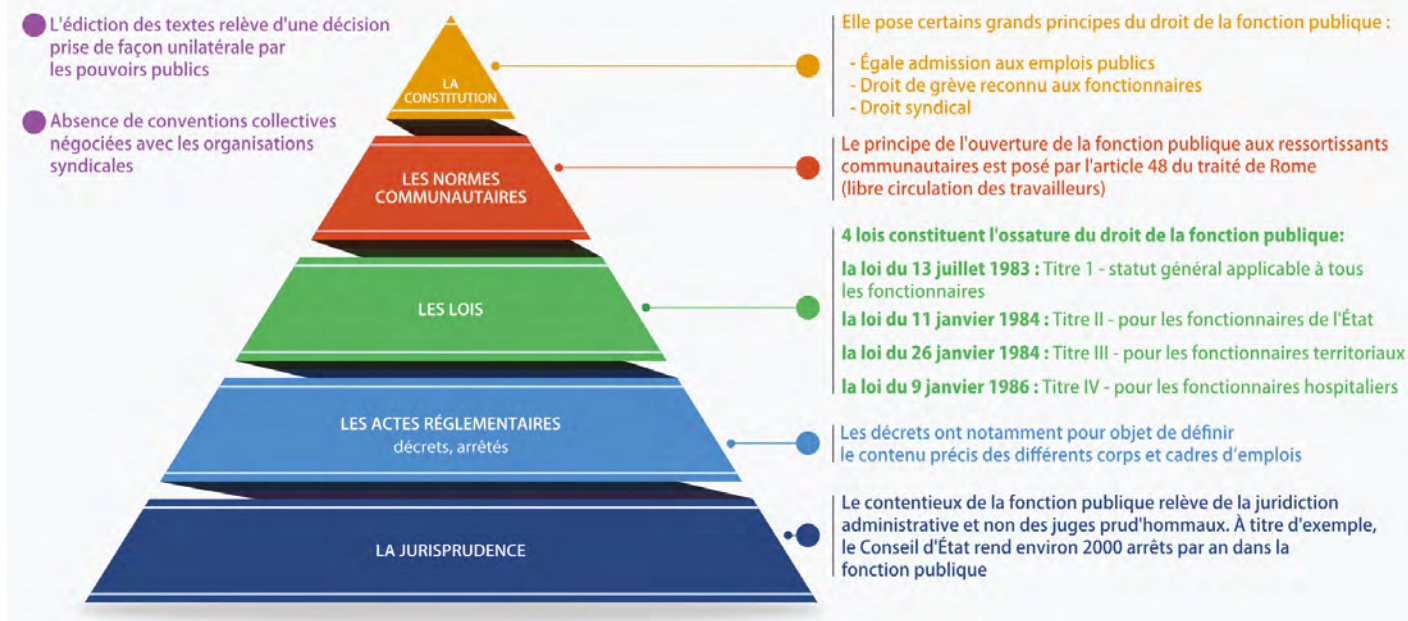 L'édiction des textes relève d'une décision
prise de façon unilatérale par
les pouvoirs publics
Absence de conventions collectives
négociées avec les organisations
syndicales
LA
CONSTITUTION
Elle pose certains grands principes du droit de la fonction publique :
- Égale admission aux emplois publics
- Droit de grève reconnu aux fonctionnaires
- Droit syndical
LES NORMES
COMMUNAUTAIRES
Le principe de l'ouverture de la fonction publique aux ressortissants
communautaires est posé par l'article 48 du traité de Rome
(libre circulation des travailleurs)
LES LOIS
4 lois constituent l'ossature du droit de la fonction publique:
la loi du 13 juillet 1983 : Titre 1 - statut général applicable à tous
les fonctionnaires
la loi du 11 janvier 1984 : Titre II - pour les fonctionnaires de l'État
la loi du 26 janvier 1984 : Titre III - pour les fonctionnaires territoriaux
la loi du 9 janvier 1986 : Titre IV - pour les fonctionnaires hospitaliers
LES ACTES RÉGLEMENTAIRES
décrets, arrêtés
Les décrets ont notamment pour objet de définir
le contenu précis des différents corps et cadres d'emplois
LA JURISPRUDENCE
Le contentieux de la fonction publique relève de la juridiction
administrative et non des juges prud'hommaux. À titre d'exemple,
le Conseil d'État rend environ 2000 arrêts par an dans la
fonction publique